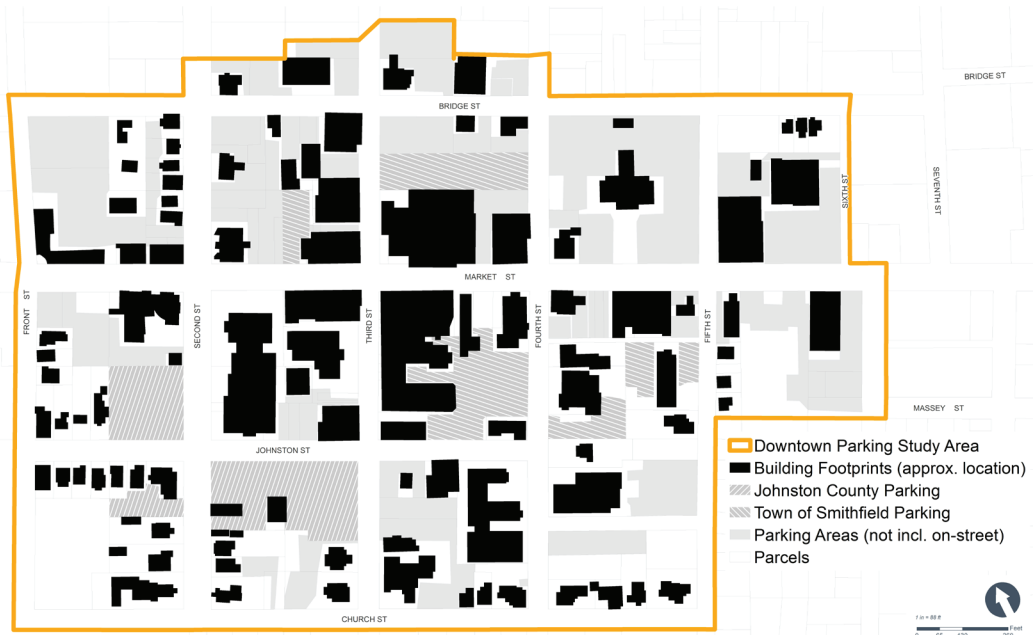 BRIDGE ST
BRIDGE ST
SIXTH ST
SEVENTH ST
MARKET ST
FRONT ST
SECOND ST
THIRD ST
FOURTH ST
FIFTH ST
MASSEY ST
JOHNSTON ST
Downtown Parking Study Area
Building Footprints (approx. location)
Johnston County Parking
Town of Smithfield Parking
Parking Areas (not incl. on-street)
Parcels
CHURCH ST
Feet